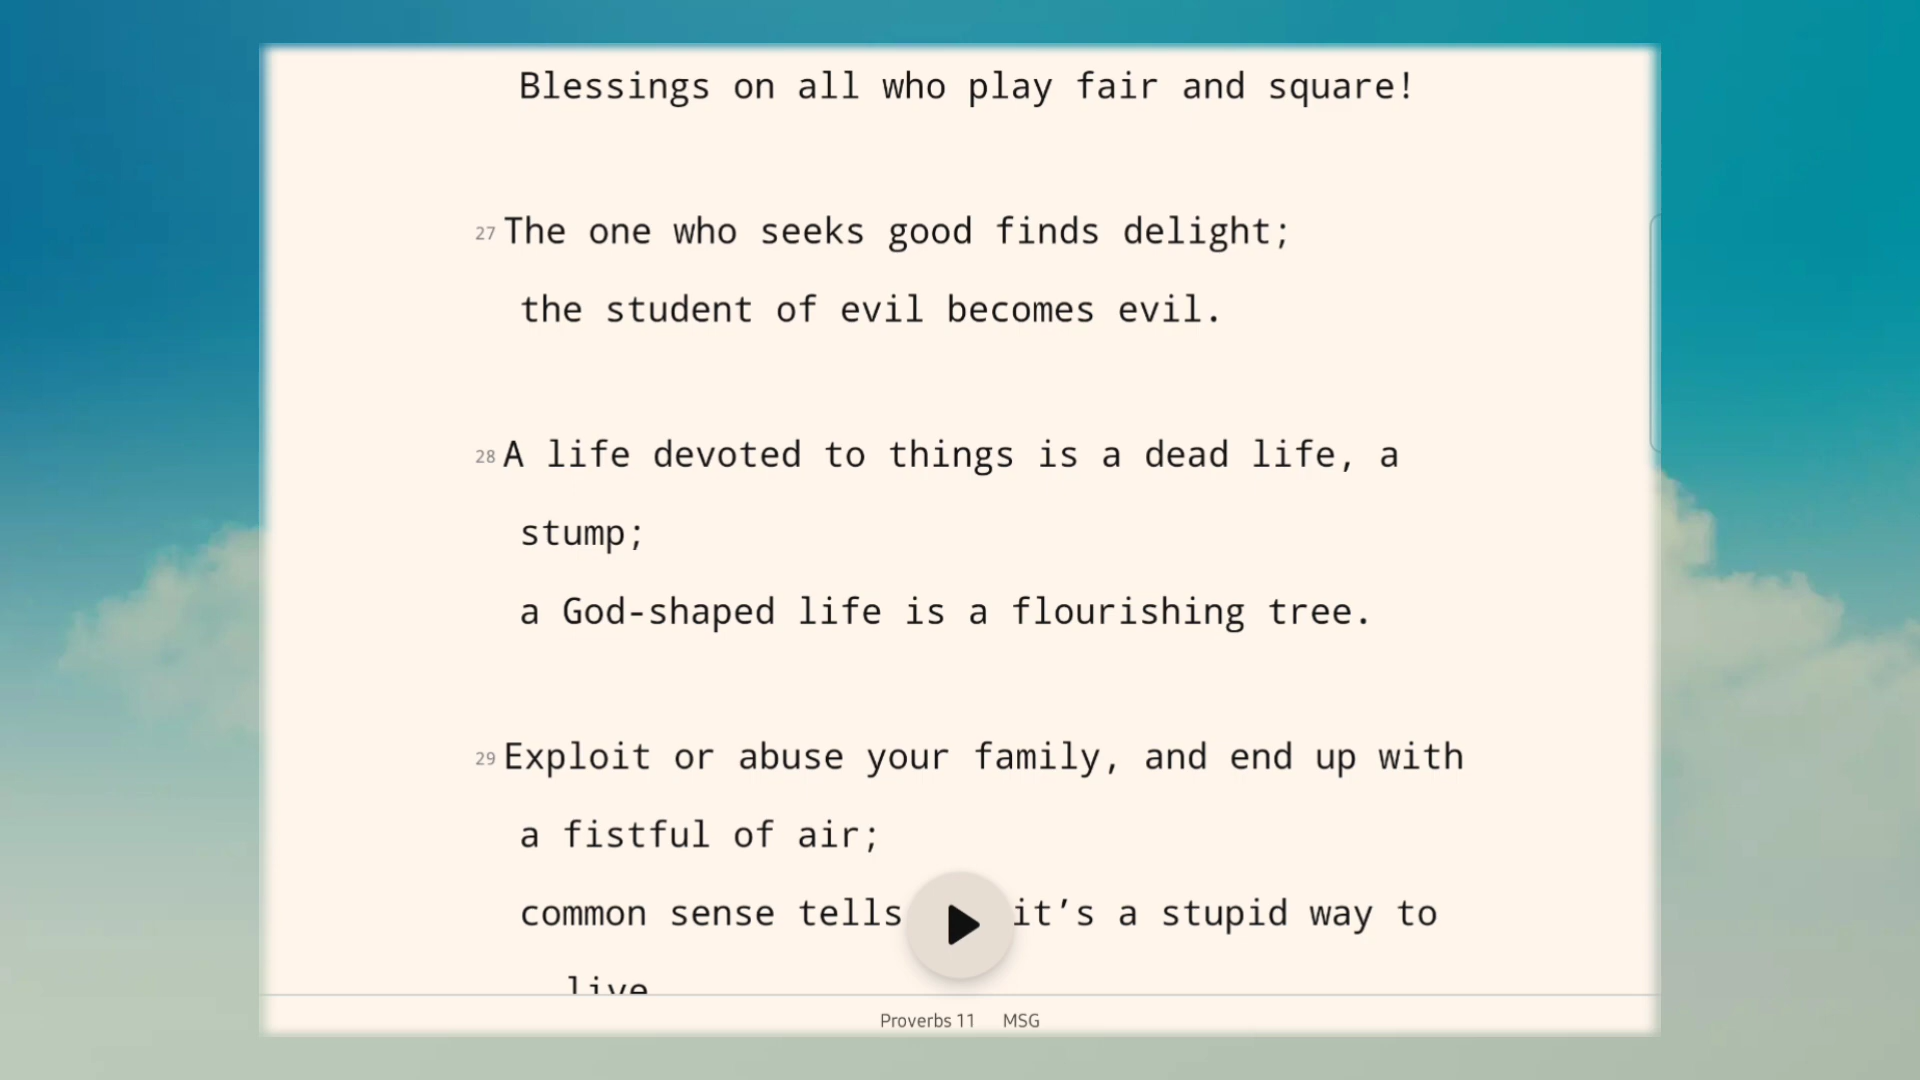 Blessings on all who play fair and square!
27 The one who seeks good finds delight;
the student of evil becomes evil.
28 A life devoted to things is a dead life, a
stump;
a God-shaped life is a flourishing tree.
29 Exploit or abuse your family, and end up with
a fistful of air;
common sense tells it’s a stupid way to
live
Proverbs 11 MSG